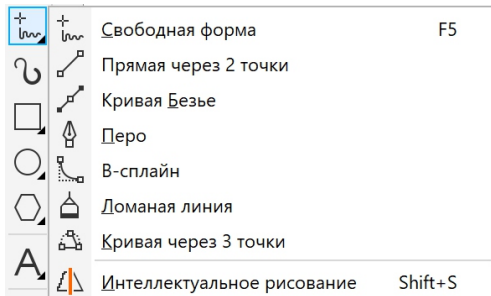 Свободная форма F5
Прямая через 2 точки
Кривая Безье
Перо
В-сплайн
Ломаная линия
Кривая через 3 точки
A Интеллектуальное рисование Shift+S